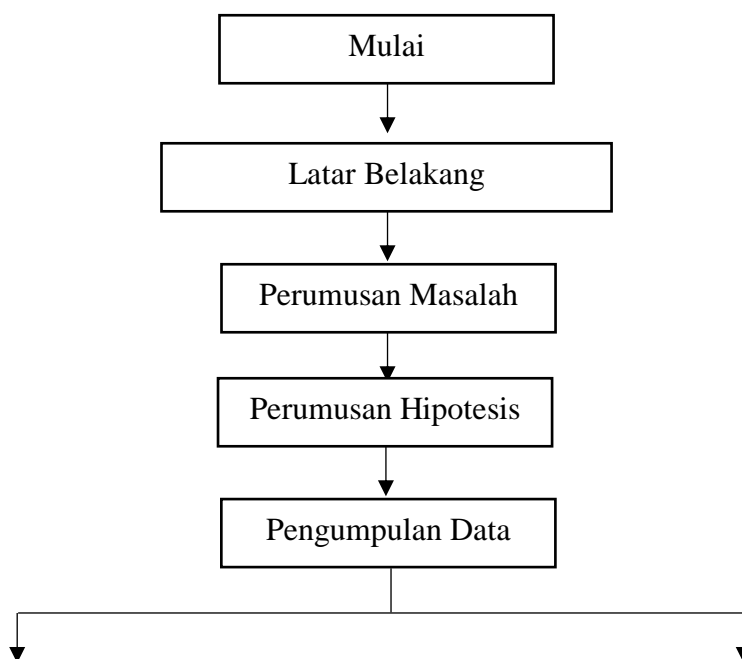 Mulai
Latar Belakang
Perumusan Masalah
Perumusan Hipotesis
Pengumpulan Data